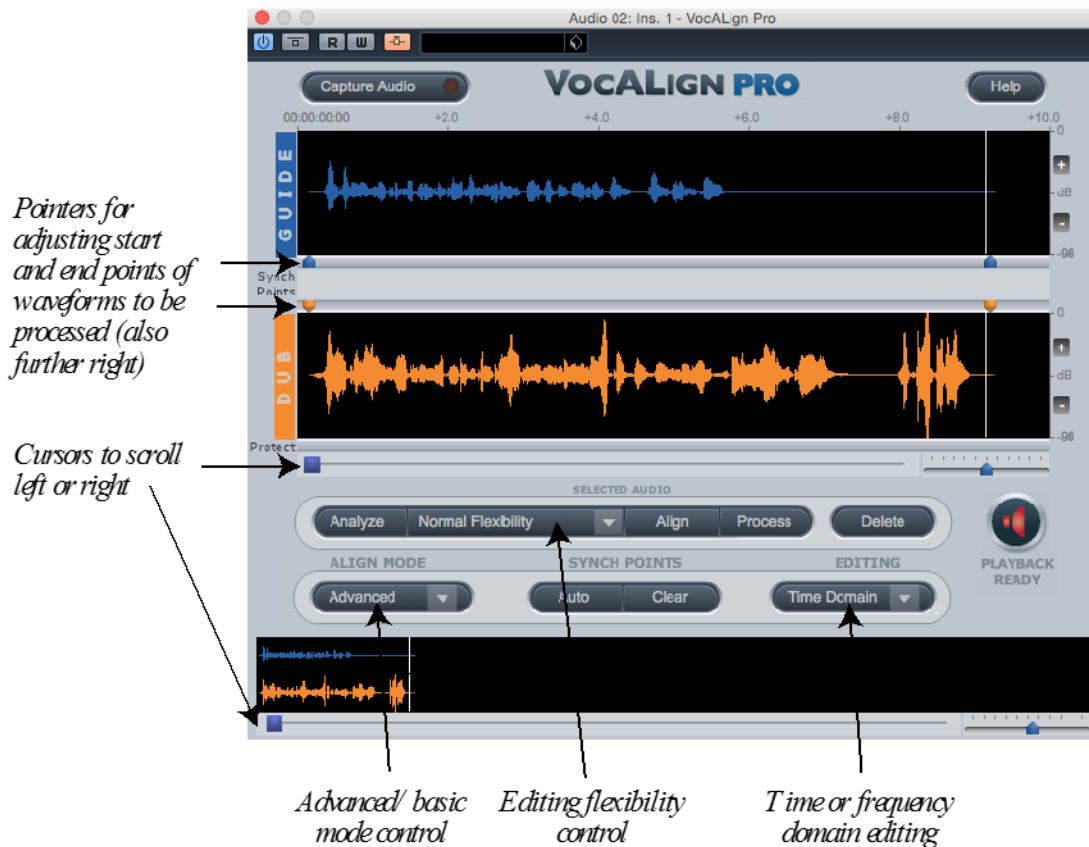 Audio 02: Ins. 1 - VocALign Pro
R W
Capture Audio
VOCALIGN PRO
Help
00:00:00:00 +2.0 +4.0 +6.0 +8.0 +10.0
GUIDE
0
+
dB
-
-96
Pointers for
adjusting start
and end points of
waveforms to be
processed (also
further right)
Synch
Points
DUB
0
+
dB
-
-96
Protect
Cursors to scroll
left or right
SELECTED AUDIO
Analyze Normal Flexibility Align Process Delete
ALIGN MODE SYNCH POINTS EDITING
PLAYBACK
READY
Advanced Auto Clear Time Domain
Advanced/ basic
mode control
Editing flexibility
control
Time or frequency
domain editing